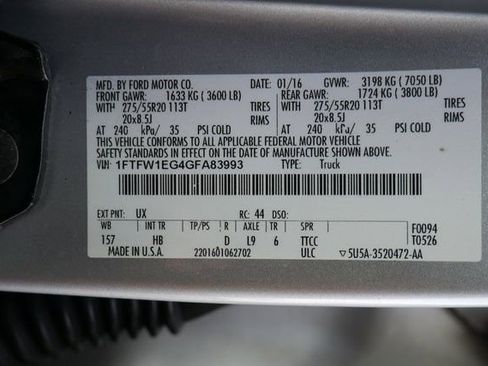 MFD. BY FORD MOTOR CO. 01/16 GVWR: 3198 KG ( 7050 LB)
FRONT GAWR: 1633 KG ( 3600 LB) REAR GAWR: 1724 KG ( 3800 LB)
WITH 275/55R20 113T TIRES WITH 275/55R20 113T TIRES
20x8.5J RIMS 20x8.5J RIMS
AT 240 kPa/ 35 PSI COLD AT 240 kPa/ 35 PSI COLD
THIS VEHICLE CONFORMS TO ALL APPLICABLE FEDERAL MOTOR VEHICLE
SAFETY STANDARDS IN EFFECT ON THE DATE OF MANUFACTURE SHOWN ABOVE.
VIN: 1FTFW1EG4GFA83993 TYPE: Truck
EXT PNT: UX RC: 44 DSO:
WB INT TR TP/PS R AXLE TR SPR F0094
157 HB D L9 6 TTCC T0526
MADE IN U.S.A. 2201601062702 ULC ▽5U5A-3520472-AA